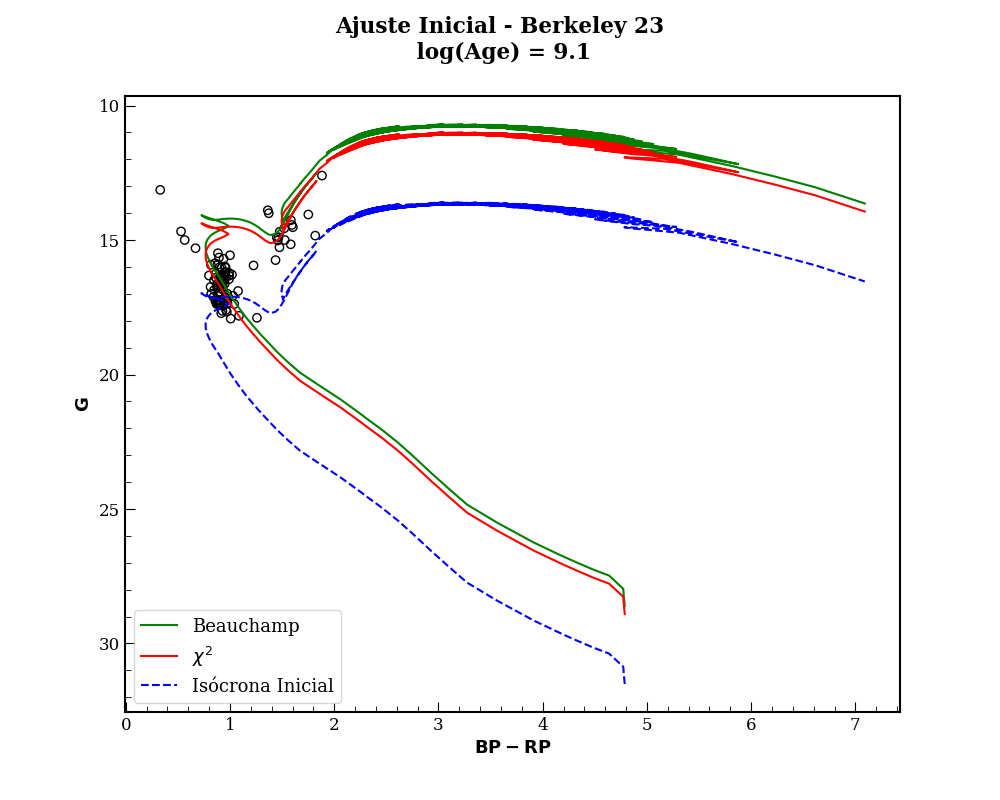 Ajuste Inicial - Berkeley 23
log(Age) = 9.1
10
15
20
25
30
G
Beauchamp
χ²
Isócrona Inicial
0 1 2 3 4 5 6 7
BP − RP